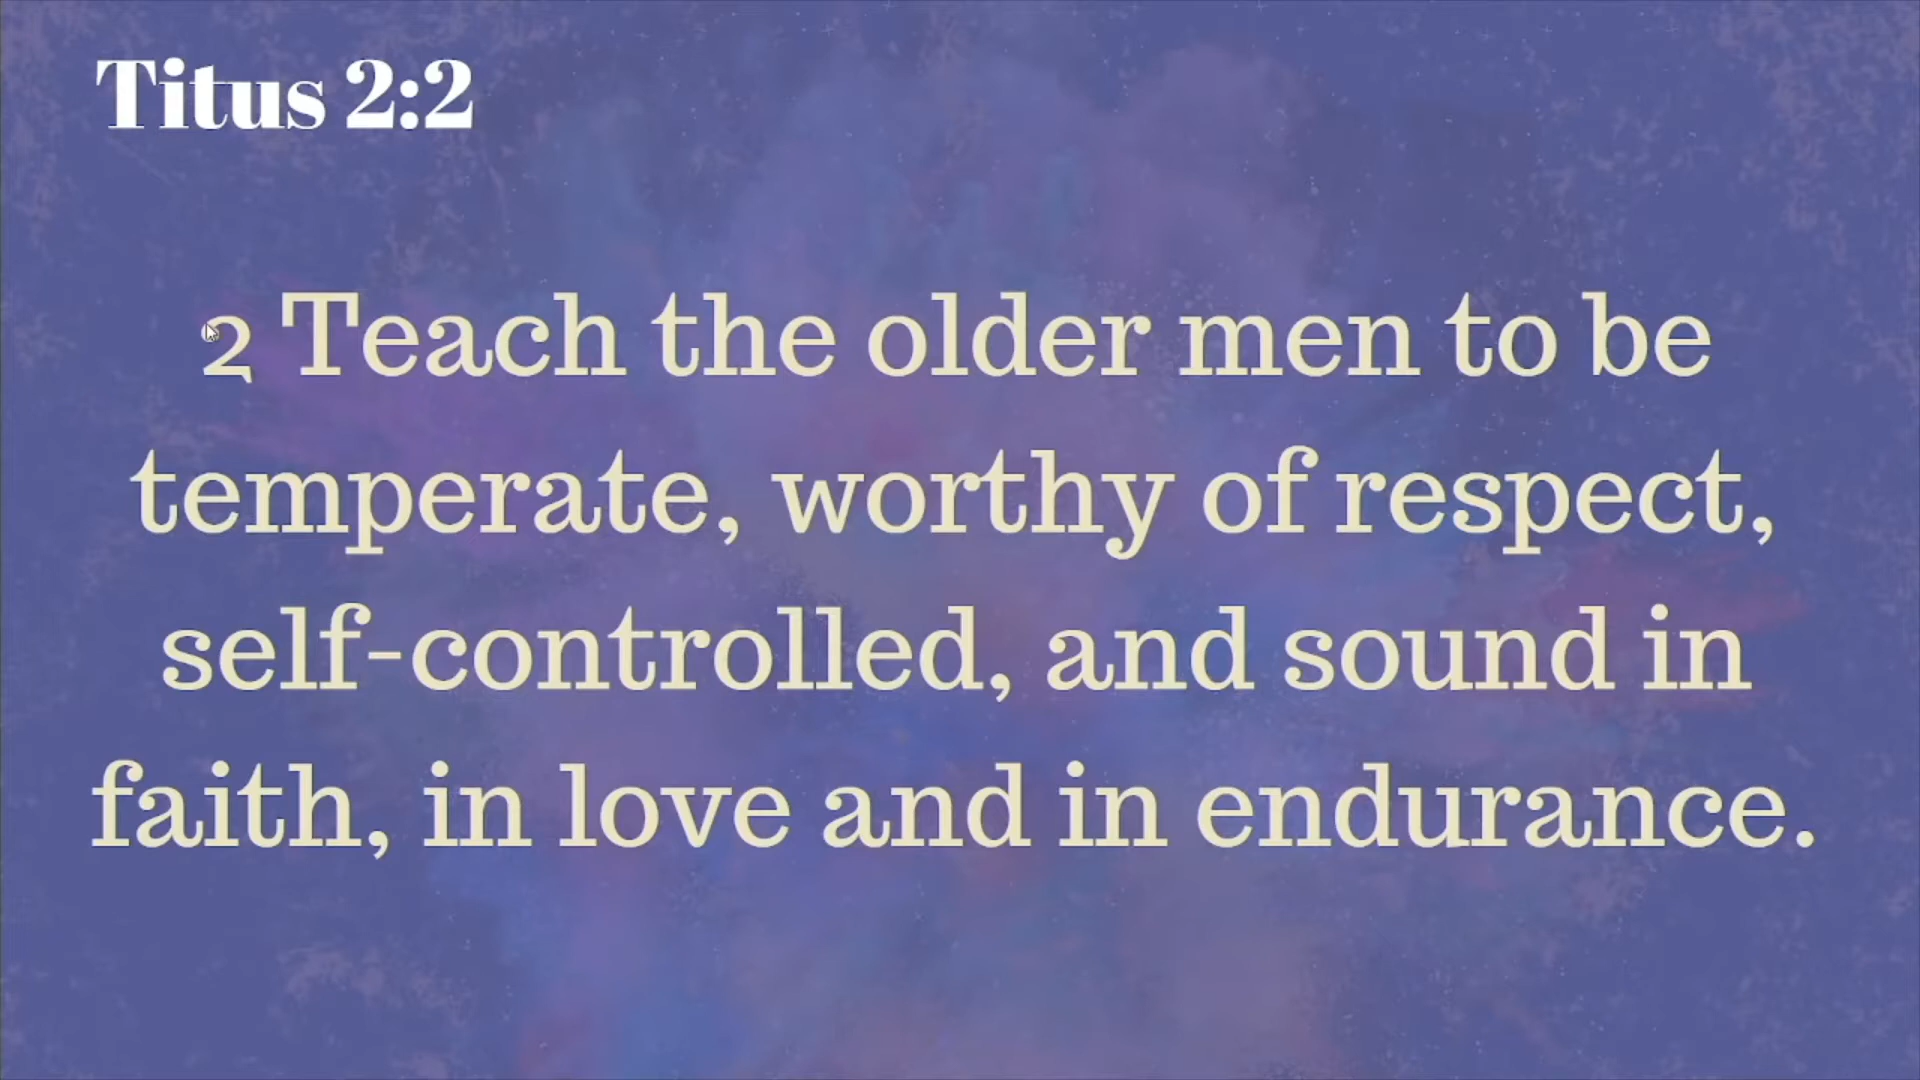 Titus 2:2
2 Teach the older men to be
temperate, worthy of respect,
self-controlled, and sound in
faith, in love and in endurance.